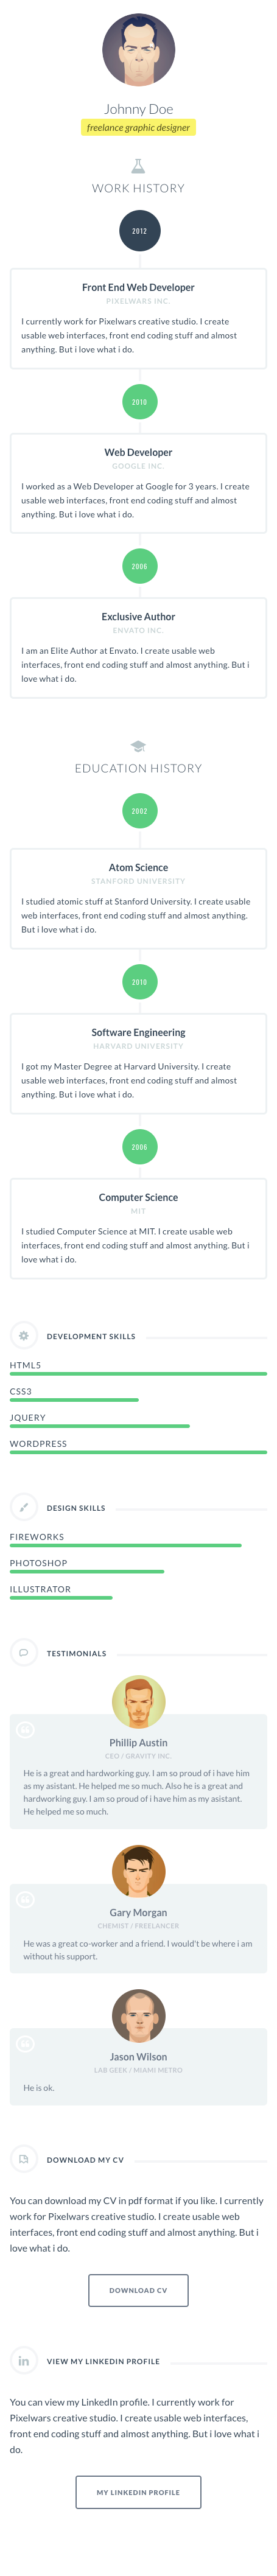 Johnny Doe
freelance graphic designer
WORK HISTORY
2012
Front End Web Developer
PIXELWARS INC.
I currently work for Pixelwars creative studio. I create
usable web interfaces, front end coding stuff and almost
anything. But i love what i do.
2010
Web Developer
GOOGLE INC.
I worked as a Web Developer at Google for 3 years. I create
usable web interfaces, front end coding stuff and almost
anything. But i love what i do.
2006
Exclusive Author
ENVATO INC.
I am an Elite Author at Envato. I create usable web
interfaces, front end coding stuff and almost anything. But i
love what i do.
EDUCATION HISTORY
2002
Atom Science
STANFORD UNIVERSITY
I studied atomic stuff at Stanford University. I create usable
web interfaces, front end coding stuff and almost anything.
But i love what i do.
2010
Software Engineering
HARVARD UNIVERSITY
I got my Master Degree at Harvard University. I create
usable web interfaces, front end coding stuff and almost
anything. But i love what i do.
2006
Computer Science
MIT
I studied Computer Science at MIT. I create usable web
interfaces, front end coding stuff and almost anything. But i
love what i do.
DEVELOPMENT SKILLS
HTML5
CSS3
JQUERY
WORDPRESS
DESIGN SKILLS
FIREWORKS
PHOTOSHOP
ILLUSTRATOR
TESTIMONIALS
Phillip Austin
CEO / GRAVITY INC.
He is a great and hardworking guy. I am so proud of i have him
as my asistant. He helped me so much. Also he is a great and
hardworking guy. I am so proud of i have him as my asistant.
He helped me so much.
Gary Morgan
CHEMIST / FREELANCER
He was a great co-worker and a friend. I would't be where i am
without his support.
Jason Wilson
LAB GEEK / MIAMI METRO
He is ok.
DOWNLOAD MY CV
You can download my CV in pdf format if you like. I currently
work for Pixelwars creative studio. I create usable web
interfaces, front end coding stuff and almost anything. But i
love what i do.
DOWNLOAD CV
in
VIEW MY LINKEDIN PROFILE
You can view my LinkedIn profile. I currently work for
Pixelwars creative studio. I create usable web interfaces,
front end coding stuff and almost anything. But i love what i
do.
MY LINKEDIN PROFILE